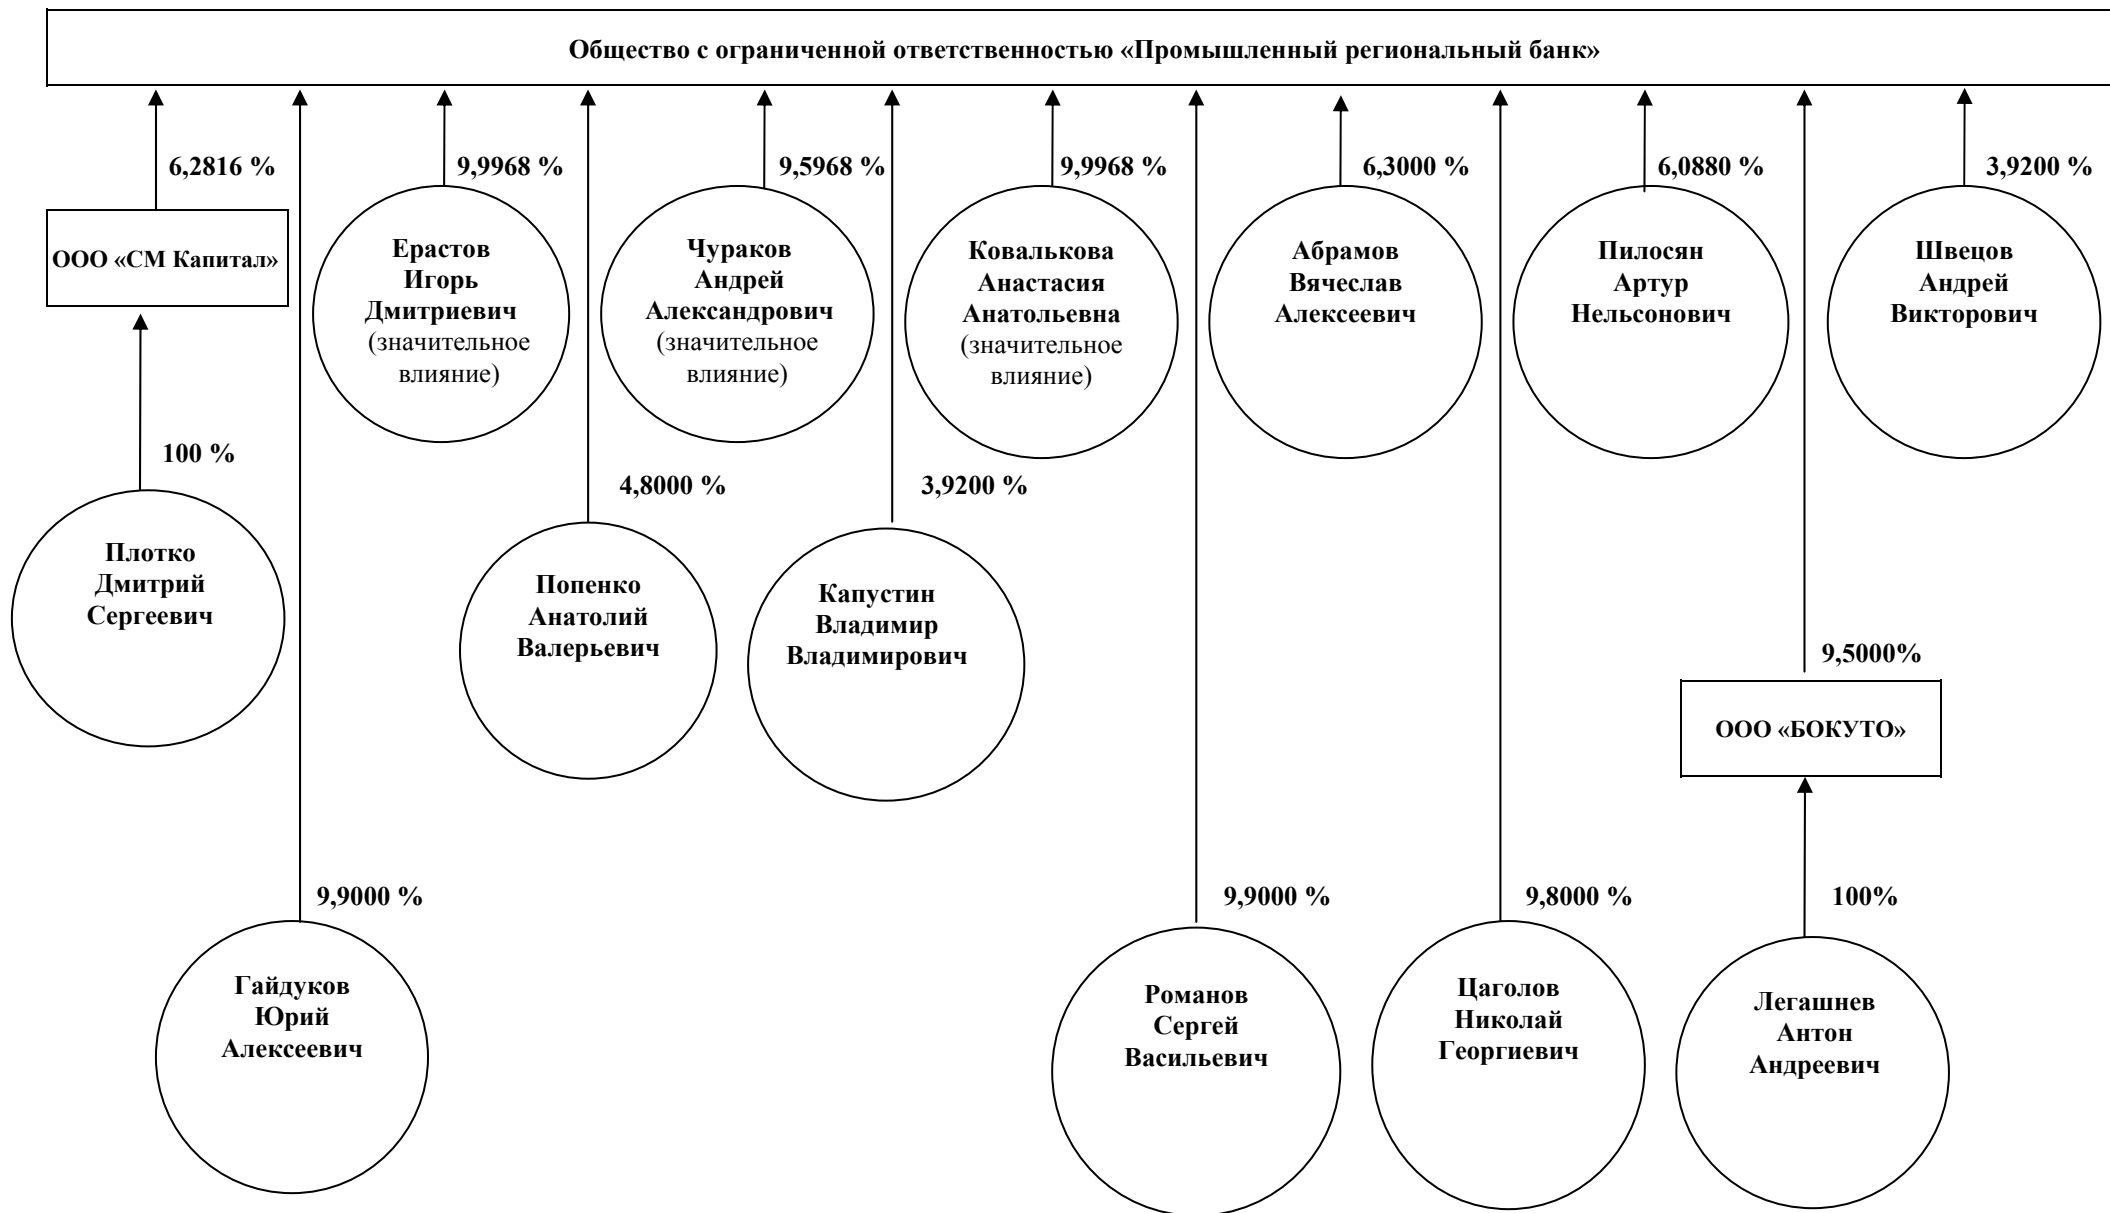 Общество с ограниченной ответственностью «Промышленный региональный банк»
6,2816 %
9,9968 %
9,5968 %
9,9968 %
6,3000 %
6,0880 %
3,9200 %
ООО «СМ Капитал»
Ерастов
Игорь
Дмитриевич
(значительное
влияние)
Чураков
Андрей
Александрович
(значительное
влияние)
Ковалькова
Анастасия
Анатольевна
(значительное
влияние)
Абрамов
Вячеслав
Алексеевич
Пилосян
Артур
Нельсонович
Швецов
Андрей
Викторович
100 %
4,8000 %
3,9200 %
Плотко
Дмитрий
Сергеевич
Попенко
Анатолий
Валерьевич
Капустин
Владимир
Владимирович
9,5000%
ООО «БОКУТО»
9,9000 %
9,9000 %
9,8000 %
100%
Гайдуков
Юрий
Алексеевич
Романов
Сергей
Васильевич
Цаголов
Николай
Георгиевич
Легашнев
Антон
Андреевич